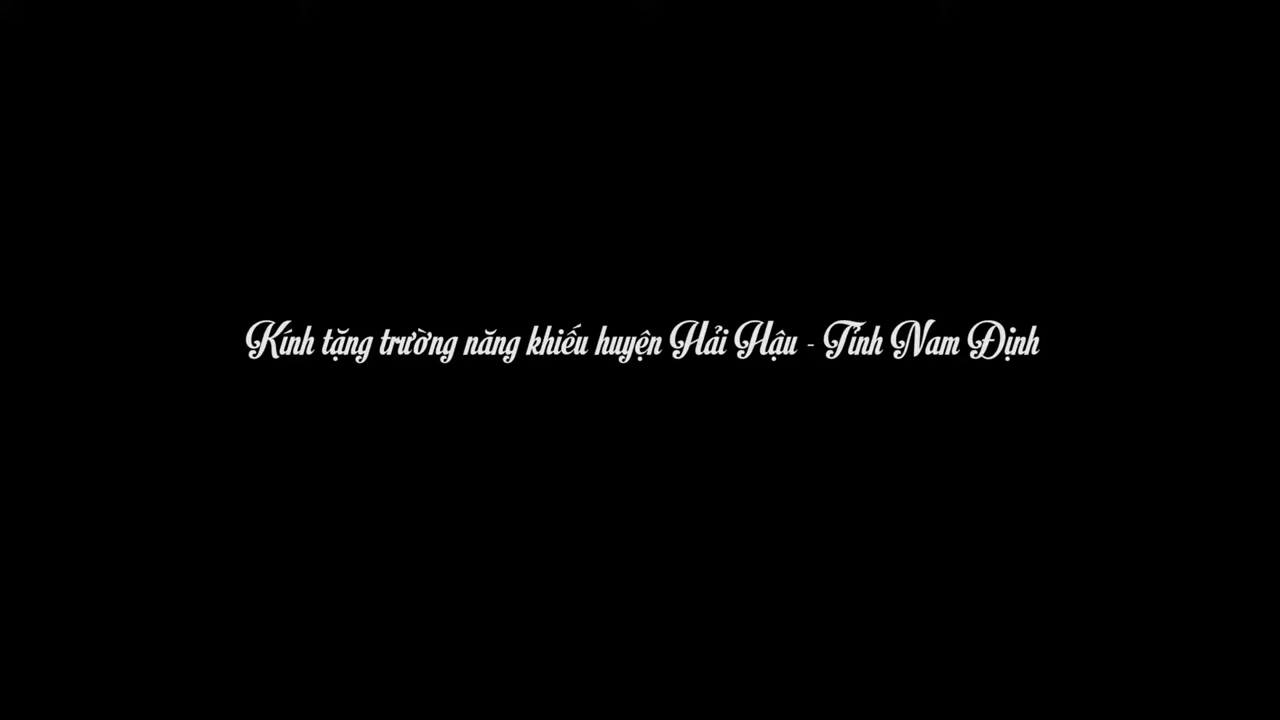 Kính tặng trường năng khiếu huyện Hải Hậu - Tỉnh Nam Định